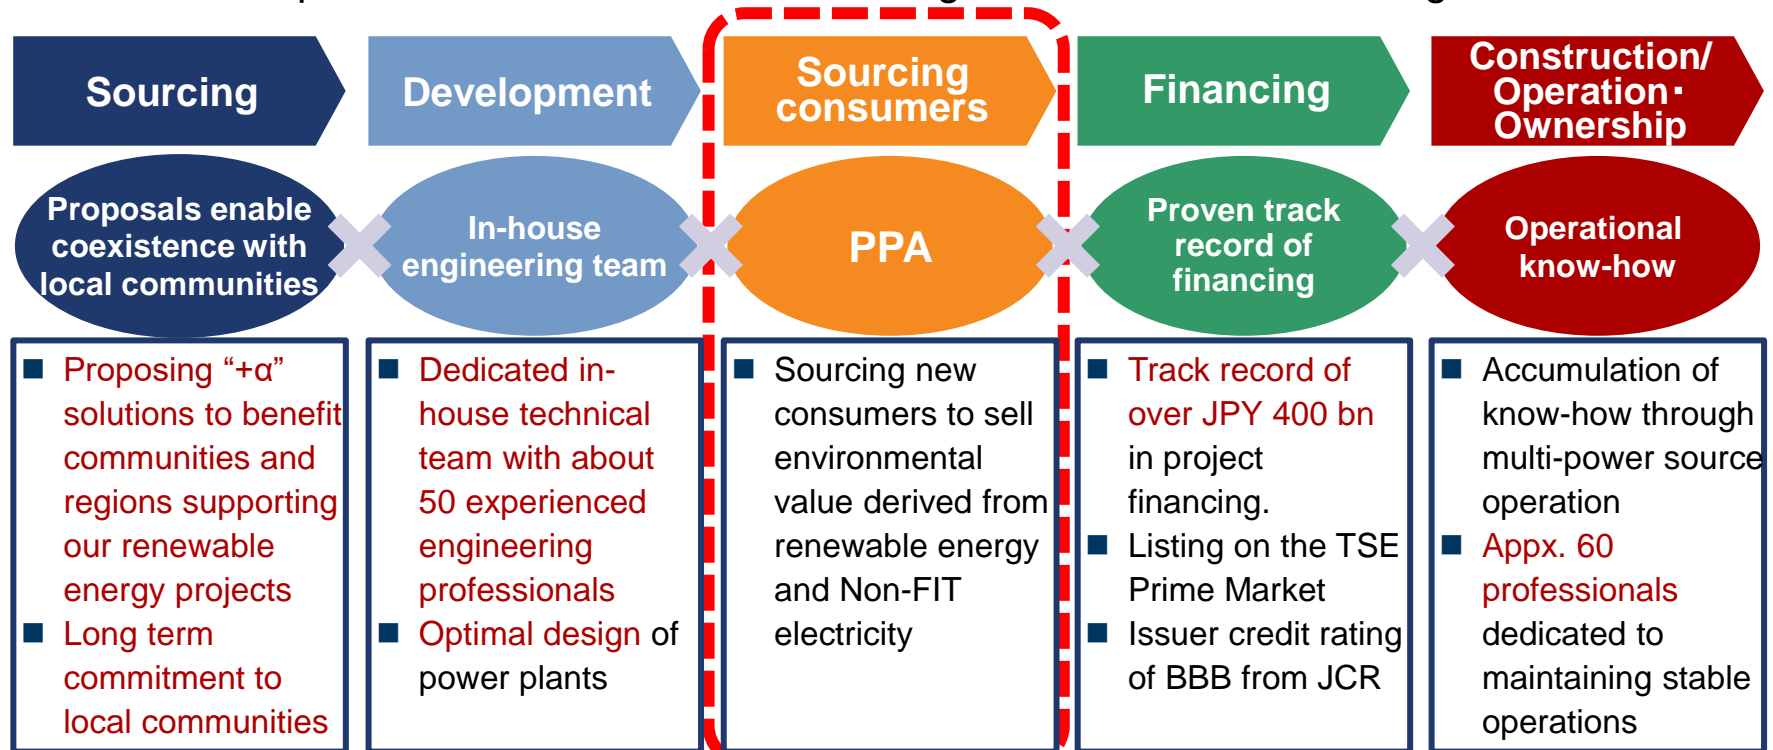 Sourcing
Development
Sourcing
consumers
Financing
Construction/
Operation・
Ownership
Proposals enable
coexistence with
local communities
In-house
engineering team
PPA
Proven track
record of
financing
Operational
know-how
■ Proposing “+α”
solutions to benefit
communities and
regions supporting
our renewable
energy projects
■ Long term
commitment to
local communities
■ Dedicated in-
house technical
team with about
50 experienced
engineering
professionals
■ Optimal design of
power plants
■ Sourcing new
consumers to sell
environmental
value derived from
renewable energy
and Non-FIT
electricity
■ Track record of
over JPY 400 bn
in project
financing.
■ Listing on the TSE
Prime Market
■ Issuer credit rating
of BBB from JCR
■ Accumulation of
know-how through
multi-power source
operation
■ Appx. 60
professionals
dedicated to
maintaining stable
operations